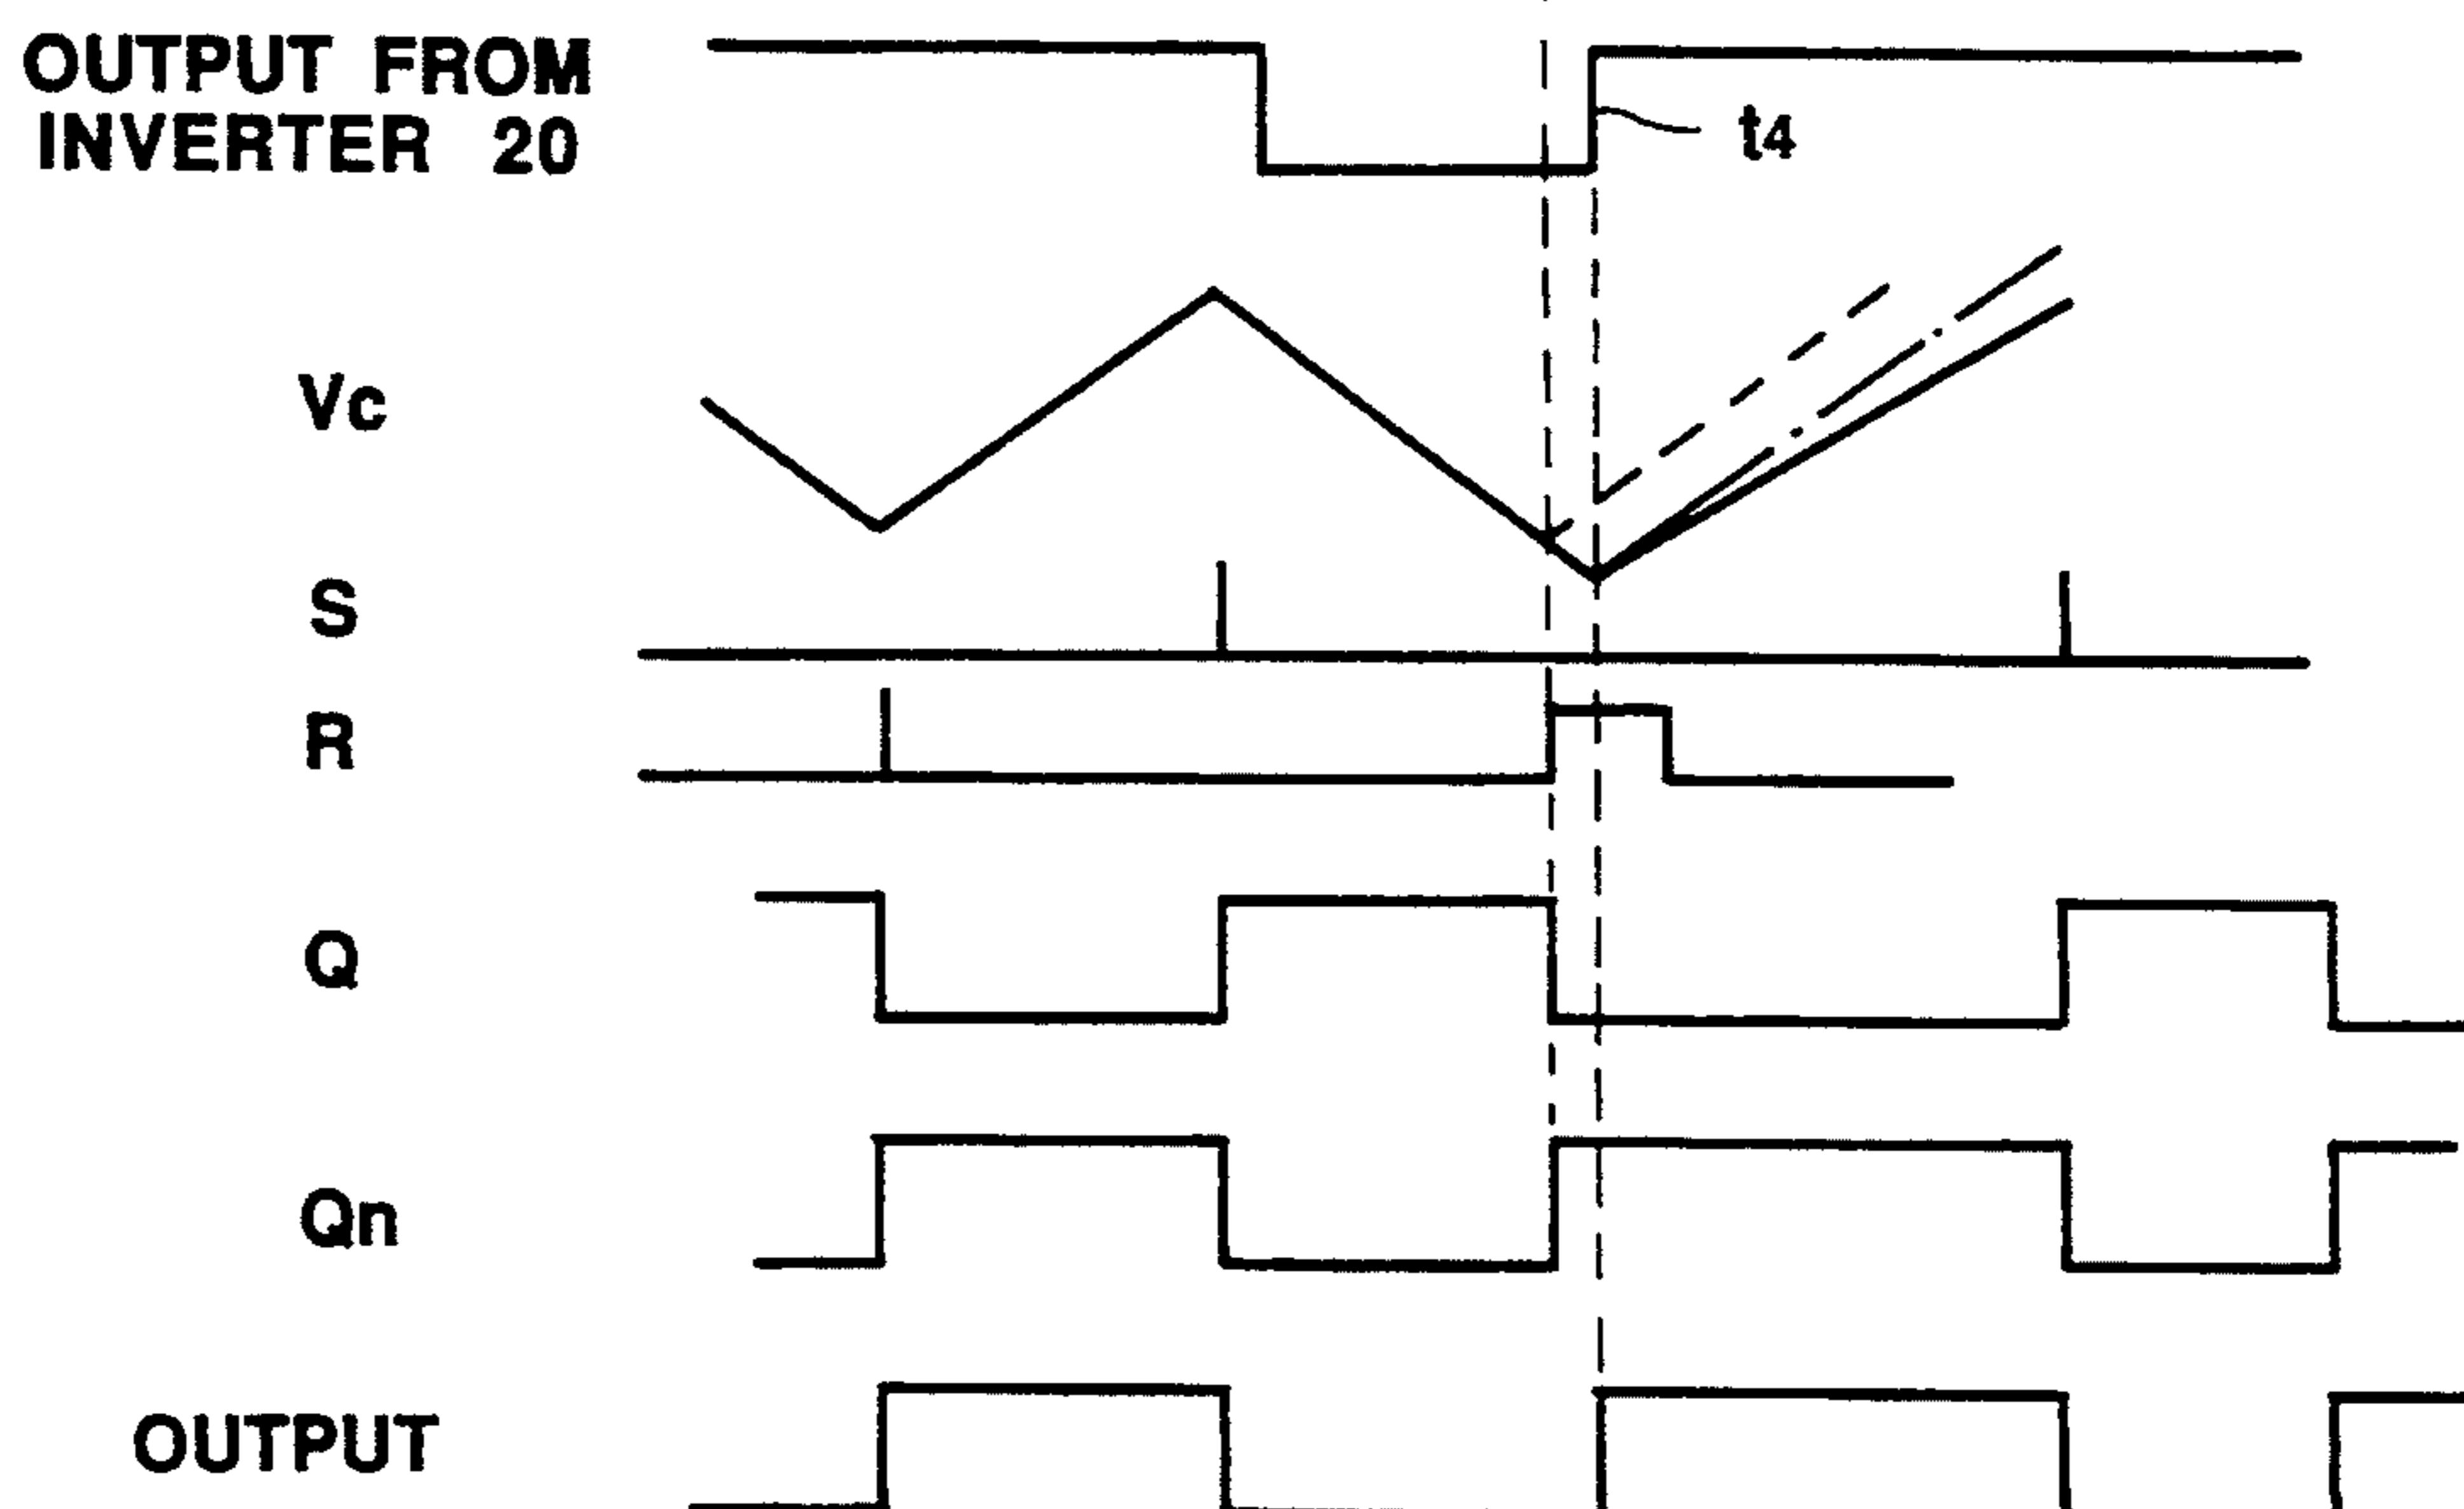 OUTPUT FROM
INVERTER 20
t4
Vc
S
R
Q
Qn
OUTPUT